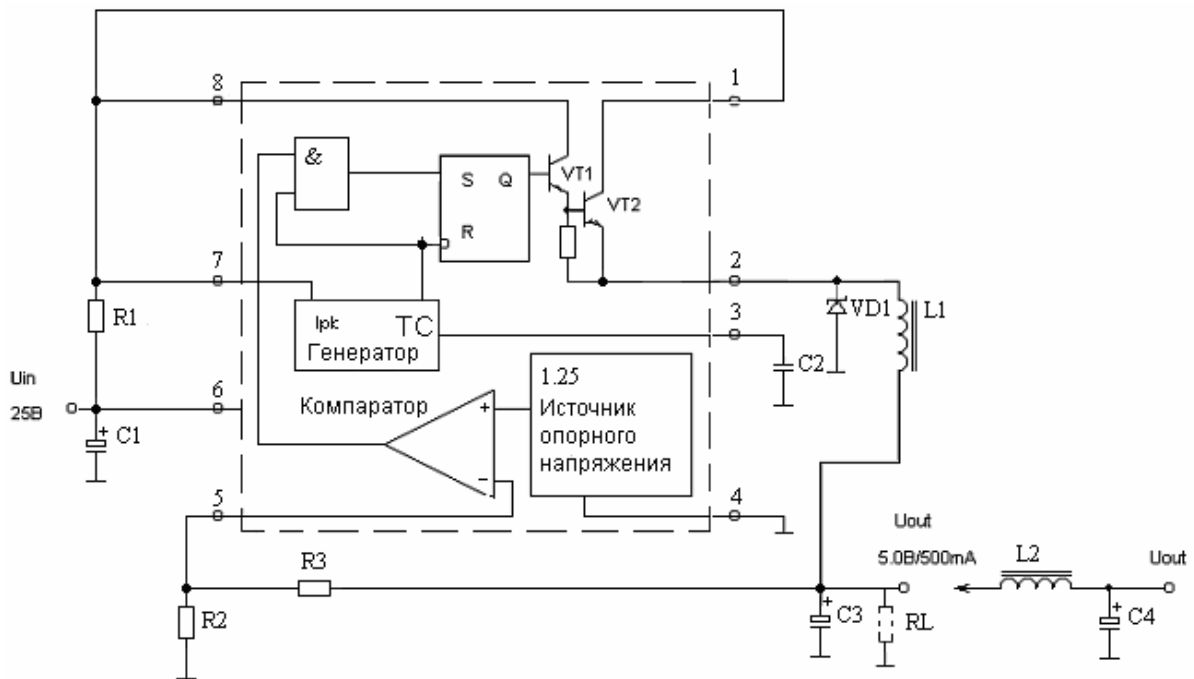 8
1
&
S Q
R
VT1
VT2
7
2
R1
Ipk TC
Генератор
3
VD1
L1
C2
Uin
25В
6
+
C1
Компаратор
+
−
1.25
Источник
опорного
напряжения
5
4
Uout
5.0В/500mA
L2
Uout
R3
R2
+
C3
RL
+
C4